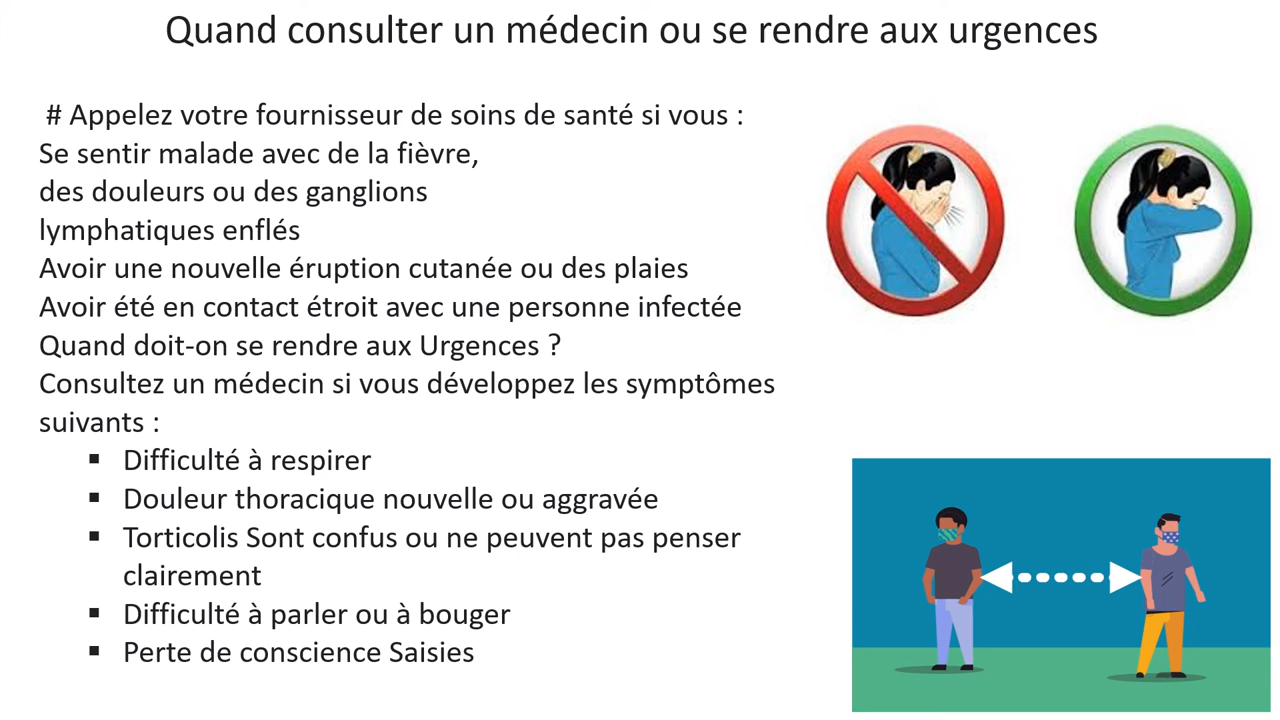 Quand consulter un médecin ou se rendre aux urgences
# Appelez votre fournisseur de soins de santé si vous :
Se sentir malade avec de la fièvre,
des douleurs ou des ganglions
lymphatiques enflés
Avoir une nouvelle éruption cutanée ou des plaies
Avoir été en contact étroit avec une personne infectée
Quand doit-on se rendre aux Urgences ?
Consultez un médecin si vous développez les symptômes
suivants :
▪ Difficulté à respirer
▪ Douleur thoracique nouvelle ou aggravée
▪ Torticolis Sont confus ou ne peuvent pas penser
clairement
▪ Difficulté à parler ou à bouger
▪ Perte de conscience Saisies